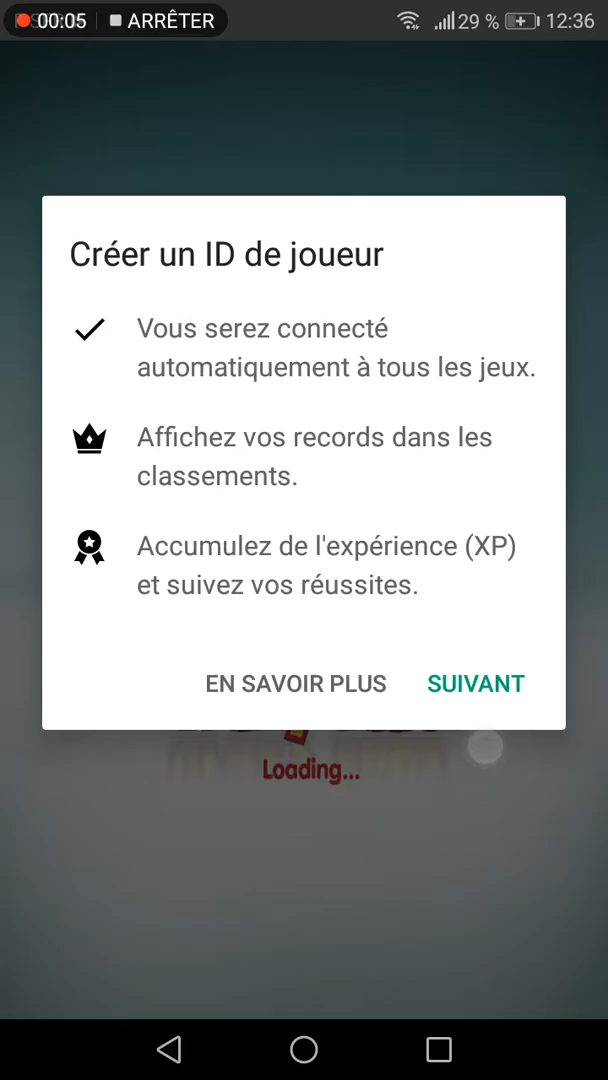 00:05 ARRÊTER 29 % 12:36
Créer un ID de joueur
Vous serez connecté
automatiquement à tous les jeux.
Affichez vos records dans les
classements.
Accumulez de l'expérience (XP)
et suivez vos réussites.
EN SAVOIR PLUS SUIVANT
Loading...